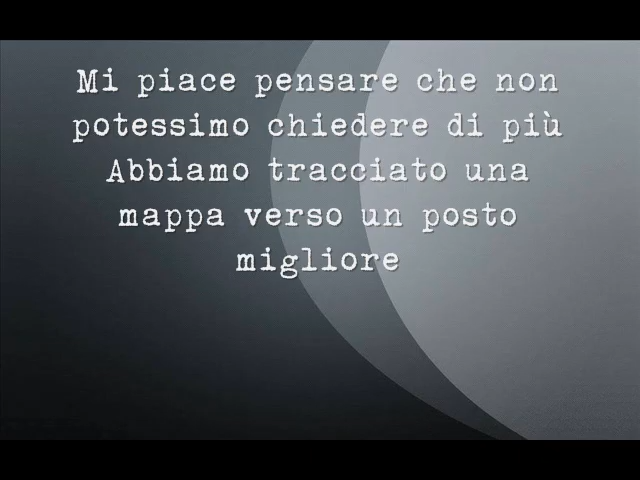 Mi piace pensare che non
potessimo chiedere di più
Abbiamo tracciato una
mappa verso un posto
migliore